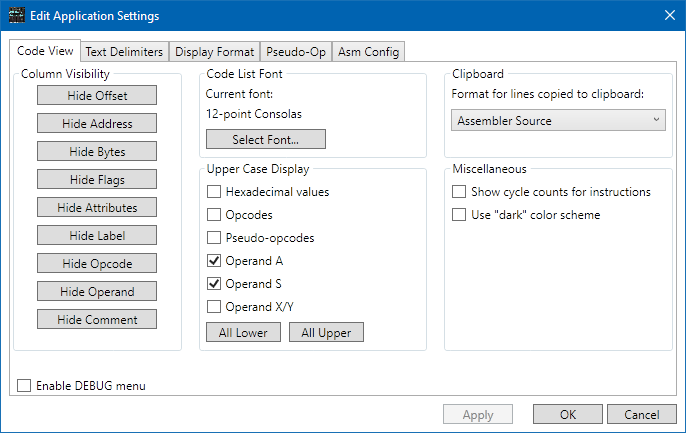 Edit Application Settings
Code View
Text Delimiters
Display Format
Pseudo-Op
Asm Config
Column Visibility
Hide Offset
Hide Address
Hide Bytes
Hide Flags
Hide Attributes
Hide Label
Hide Opcode
Hide Operand
Hide Comment
Code List Font
Current font:
12-point Consolas
Select Font...
Upper Case Display
Hexadecimal values
Opcodes
Pseudo-opcodes
Operand A
Operand S
Operand X/Y
All Lower
All Upper
Clipboard
Format for lines copied to clipboard:
Assembler Source
Miscellaneous
Show cycle counts for instructions
Use "dark" color scheme
Enable DEBUG menu
Apply
OK
Cancel